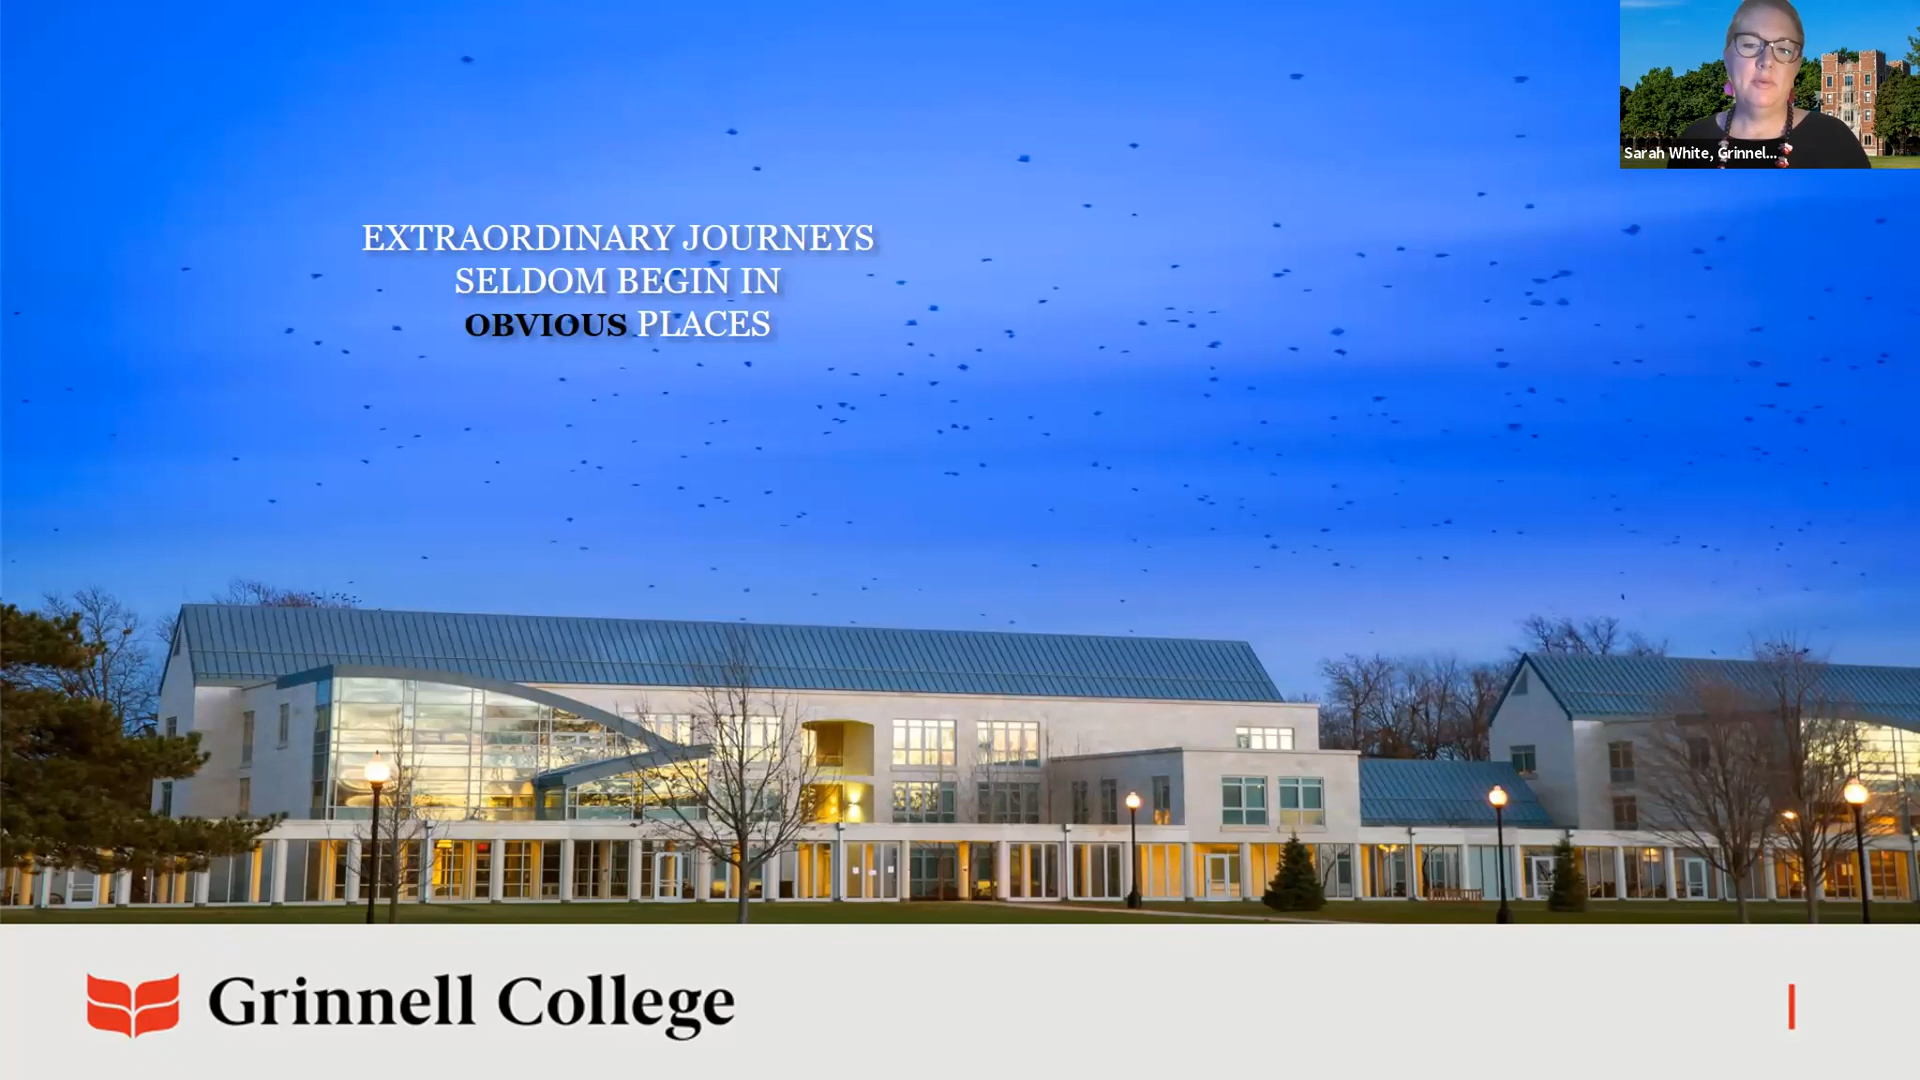 Sarah White, Grinnel...
EXTRAORDINARY JOURNEYS
SELDOM BEGIN IN
OBVIOUS PLACES
Grinnell College